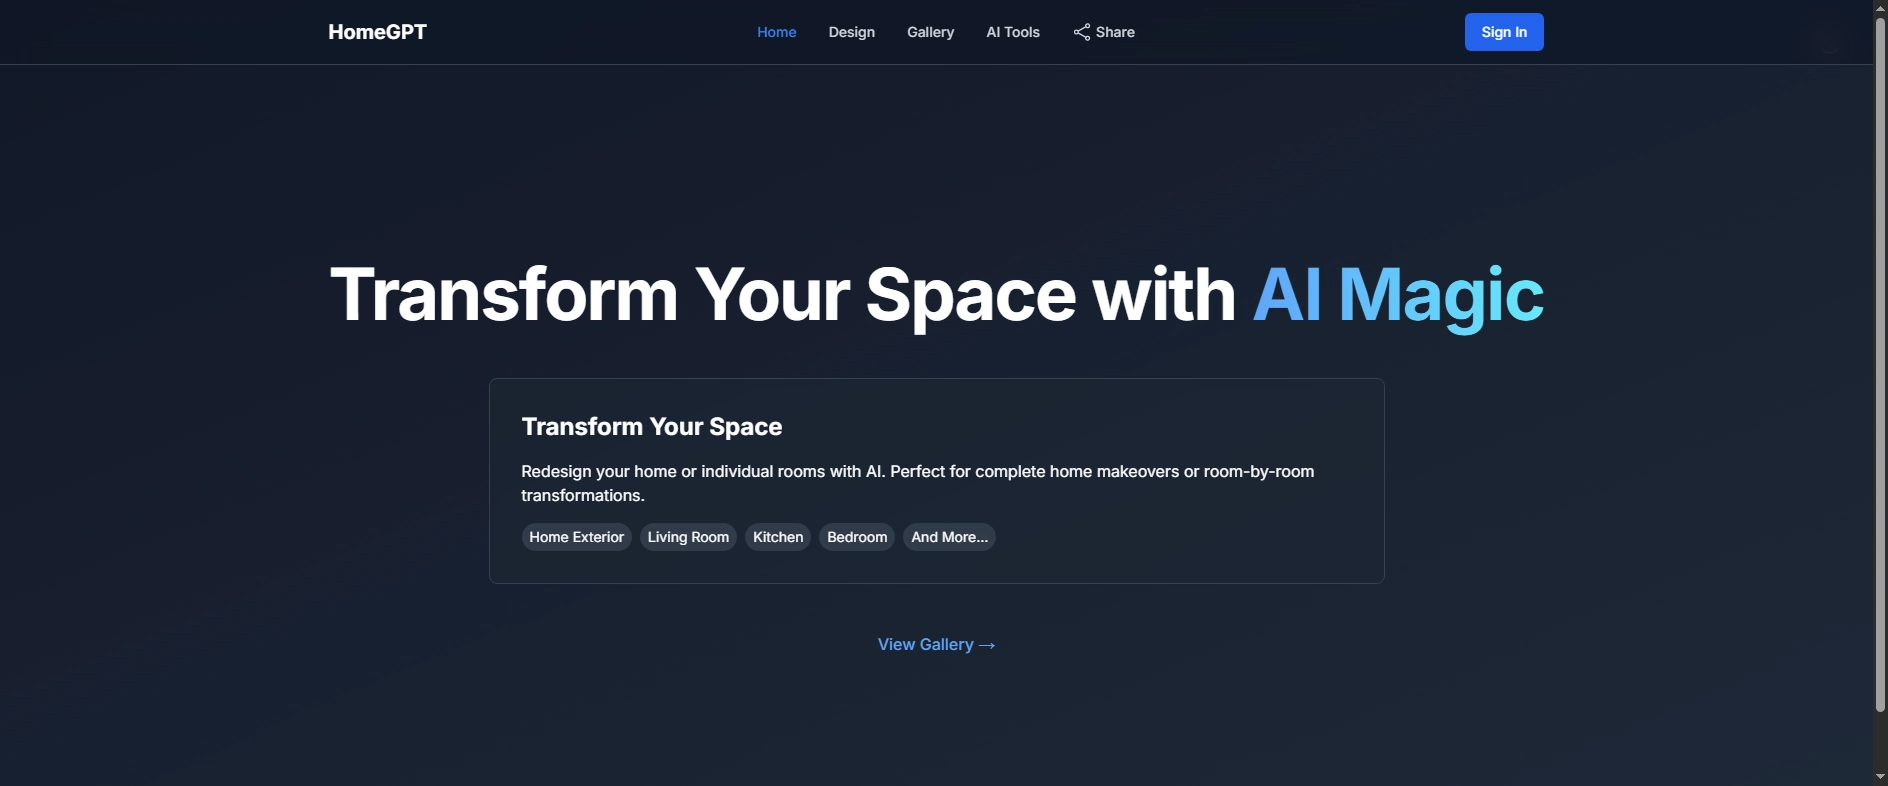 HomeGPT
Home
Design
Gallery
AI Tools
Share
Sign In
Transform Your Space with AI Magic
Transform Your Space
Redesign your home or individual rooms with AI. Perfect for complete home makeovers or room-by-room
transformations.
Home Exterior
Living Room
Kitchen
Bedroom
And More...
View Gallery →